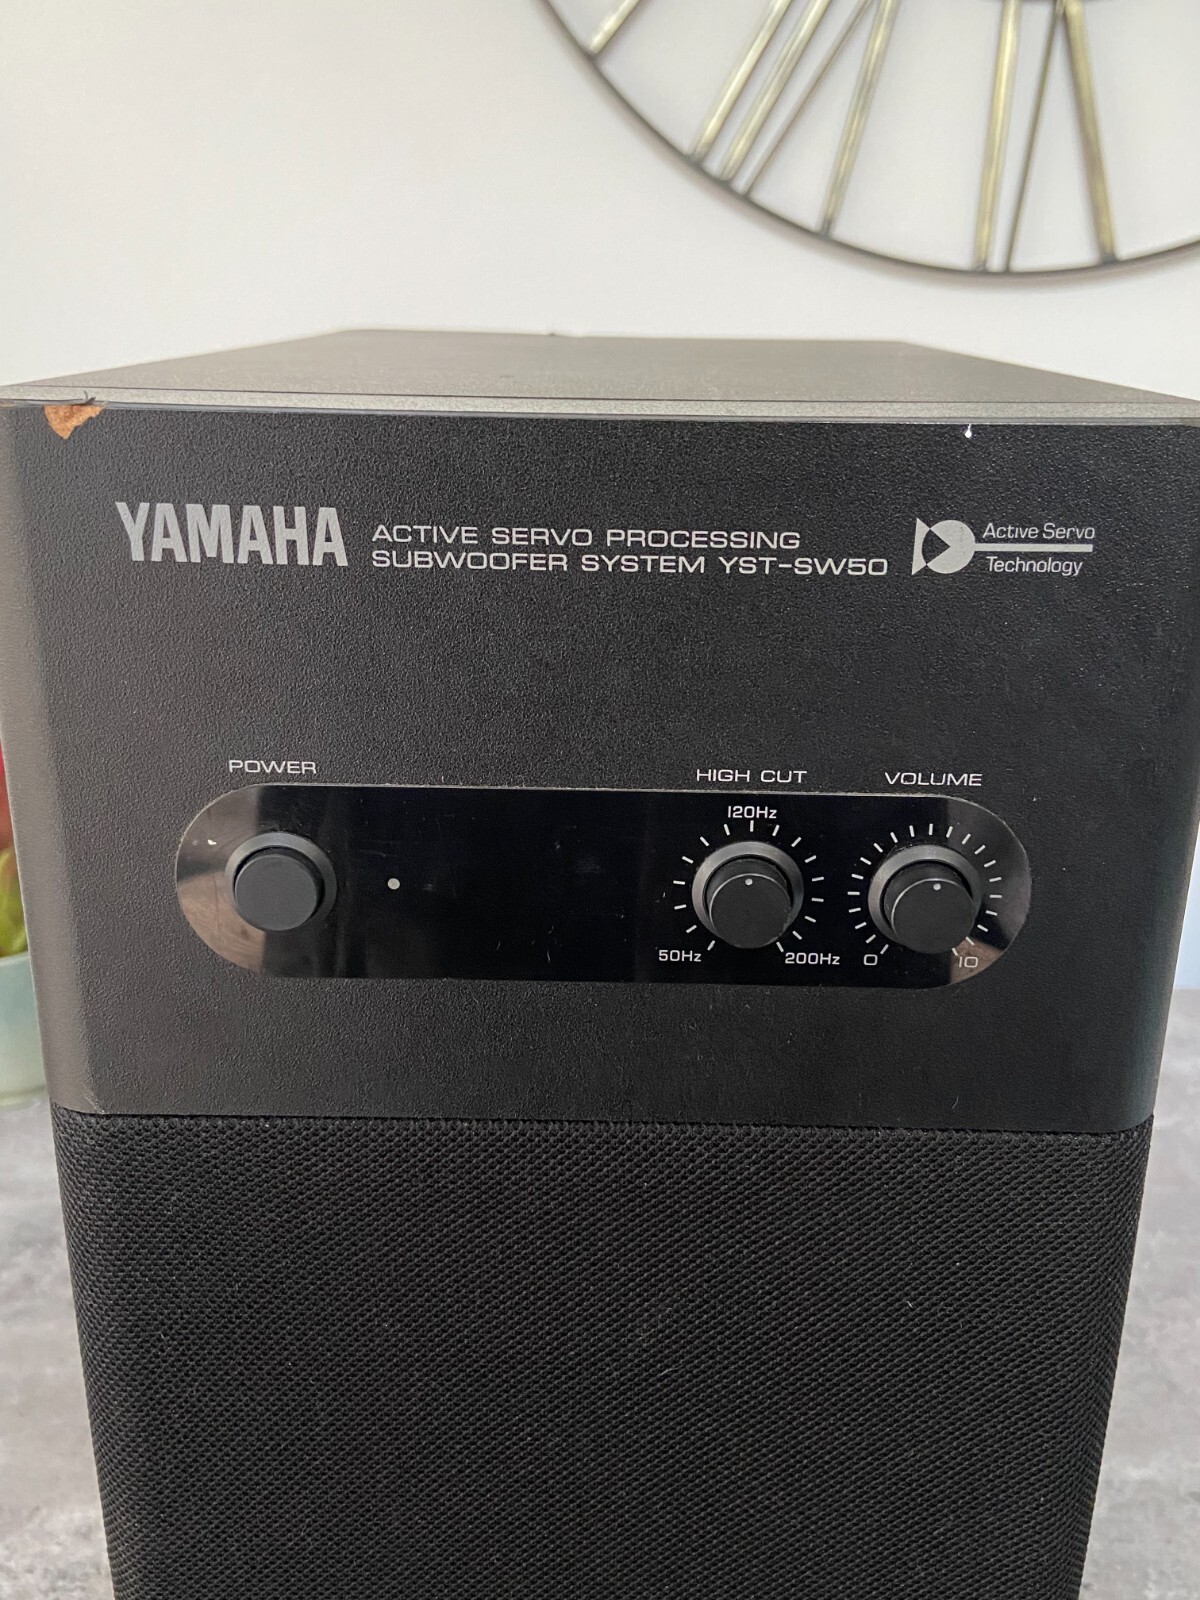 YAMAHA
ACTIVE SERVO PROCESSING
SUBWOOFER SYSTEM YST-SW50
Active Servo
Technology
POWER
HIGH CUT
VOLUME
120Hz
50Hz
200Hz
0
10